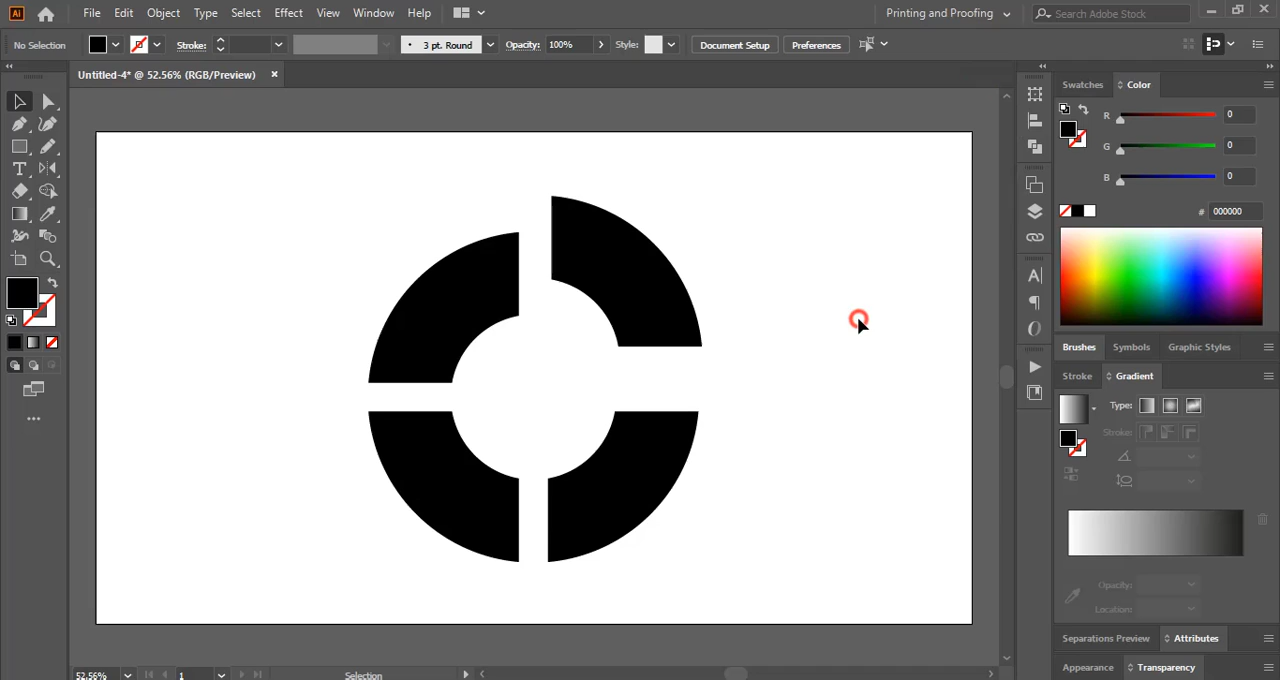 Ai File Edit Object Type Select Effect View Window Help Printing and Proofing Search Adobe Stock
No Selection Stroke: 3 pt. Round Opacity: 100% Style: Document Setup Preferences
Untitled-4* @ 52.56% (RGB/Preview)
Swatches Color
R 0
G 0
B 0
# 000000
Brushes Symbols Graphic Styles
Stroke Gradient
Type:
Stroke:
Opacity:
Location:
Separations Preview Attributes
Appearance Transparency
52.56% 1 Selection